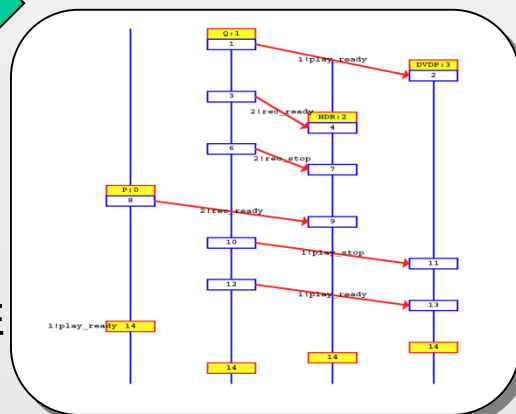 Q:1
1
1!play_ready
DVDP:3
2
3
2!rec_ready
HDR:2
4
6
2!rec_stop
7
P:0
8
2!rec_ready
9
10
1!play_stop
11
12
1!play_ready
13
1!play_ready 14
14
14
14